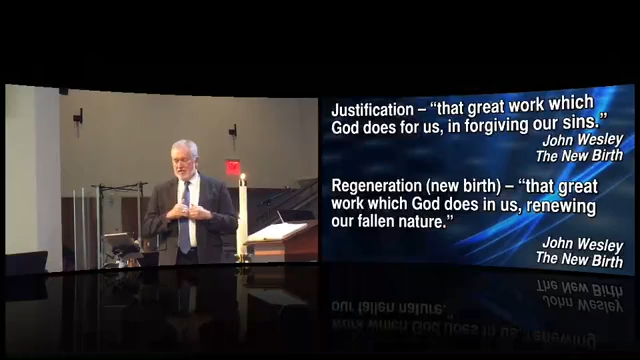 Justification – “that great work which
God does for us, in forgiving our sins.”
John Wesley
The New Birth
Regeneration (new birth) – “that great
work which God does in us, renewing
our fallen nature.”
John Wesley
The New Birth